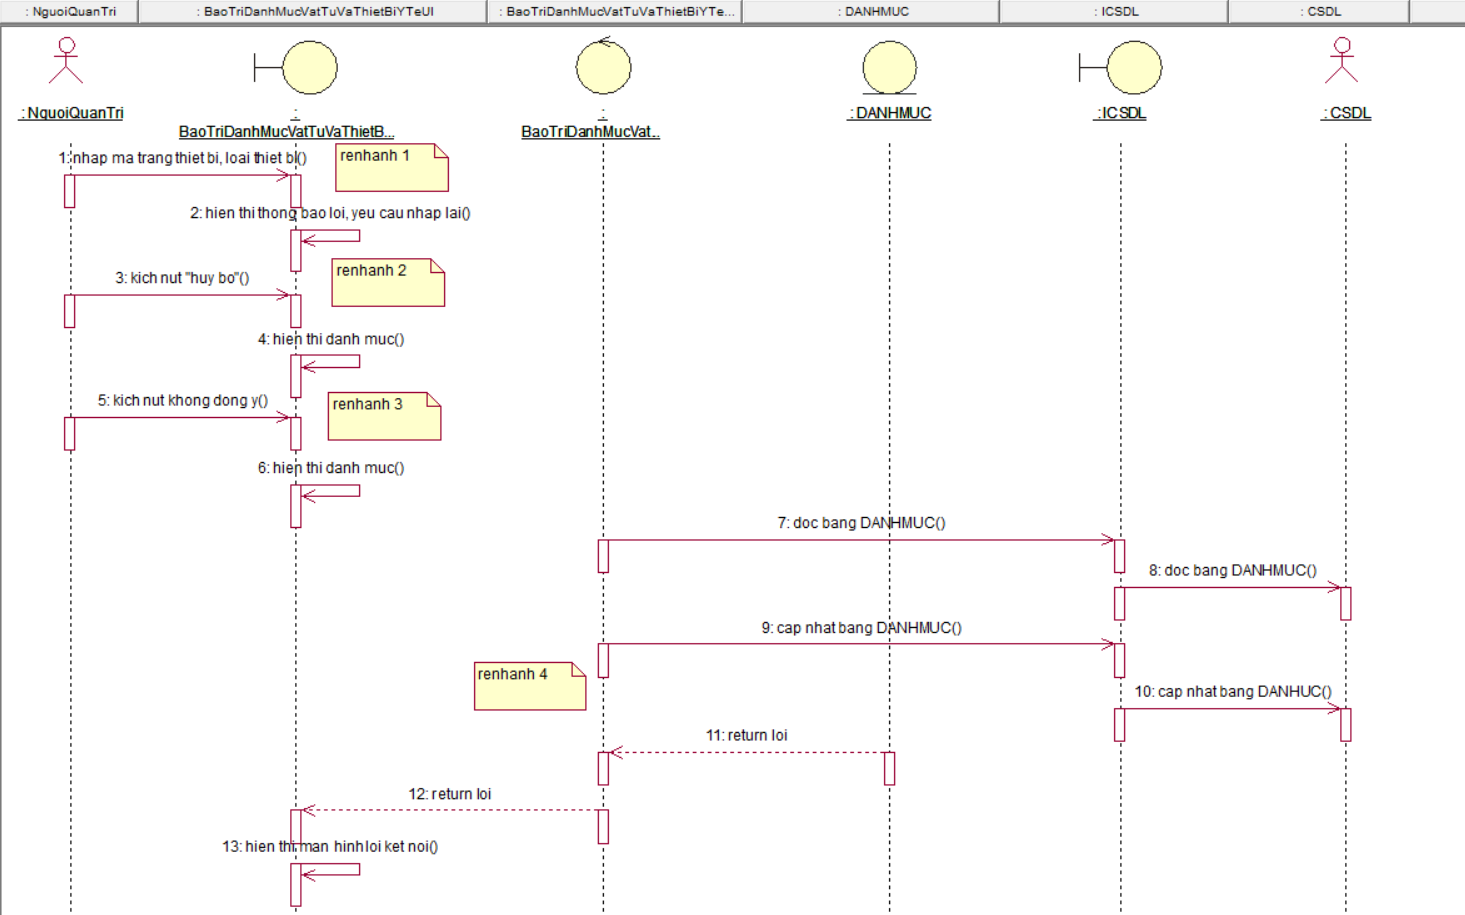 : NguoiQuanTri
: BaoTriDanhMucVatTuVaThietBiYTeUI
: BaoTriDanhMucVatTuVaThietBiYTe...
: DANHMUC
: ICSDL
: CSDL
: NguoiQuanTri
:
BaoTriDanhMucVatTuVaThietB...
:
BaoTriDanhMucVat..
: DANHMUC
: ICSDL
: CSDL
1: nhap ma trang thiet bi, loai thiet bi()
renhanh 1
2: hien thi thong bao loi, yeu cau nhap lai()
renhanh 2
3: kich nut "huy bo"()
4: hien thi danh muc()
5: kich nut khong dong y()
renhanh 3
6: hien thi danh muc()
7: doc bang DANHMUC()
8: doc bang DANHMUC()
9: cap nhat bang DANHMUC()
renhanh 4
10: cap nhat bang DANHUC()
11: return loi
12: return loi
13: hien thi man hinh loi ket noi()